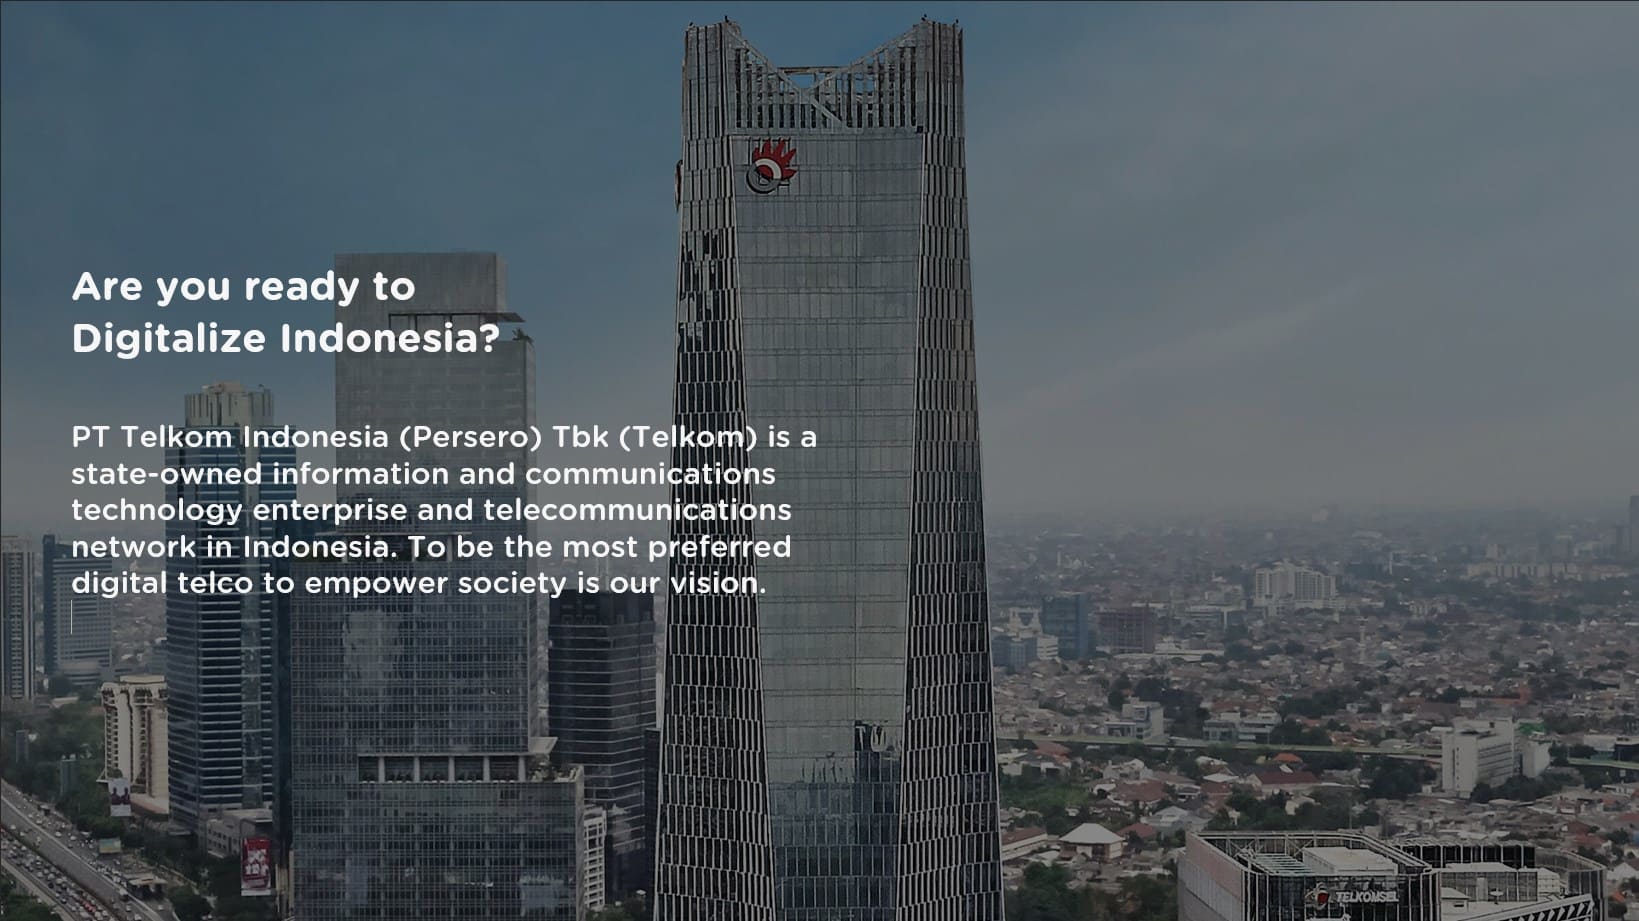 Are you ready to
Digitalize Indonesia?
PT Telkom Indonesia (Persero) Tbk (Telkom) is a
state-owned information and communications
technology enterprise and telecommunications
network in Indonesia. To be the most preferred
digital telco to empower society is our vision.
TELKOMSEL